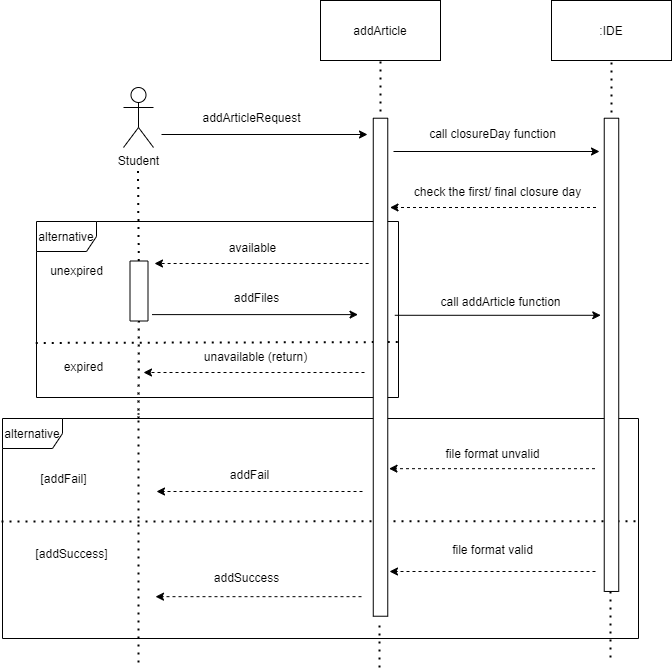 addArticle
:IDE
addArticleRequest
call closureDay function
Student
check the first/ final closure day
alternative
available
unexpired
addFiles
call addArticle function
unavailable (return)
expired
alternative
file format unvalid
addFail
[addFail]
file format valid
[addSuccess]
addSuccess